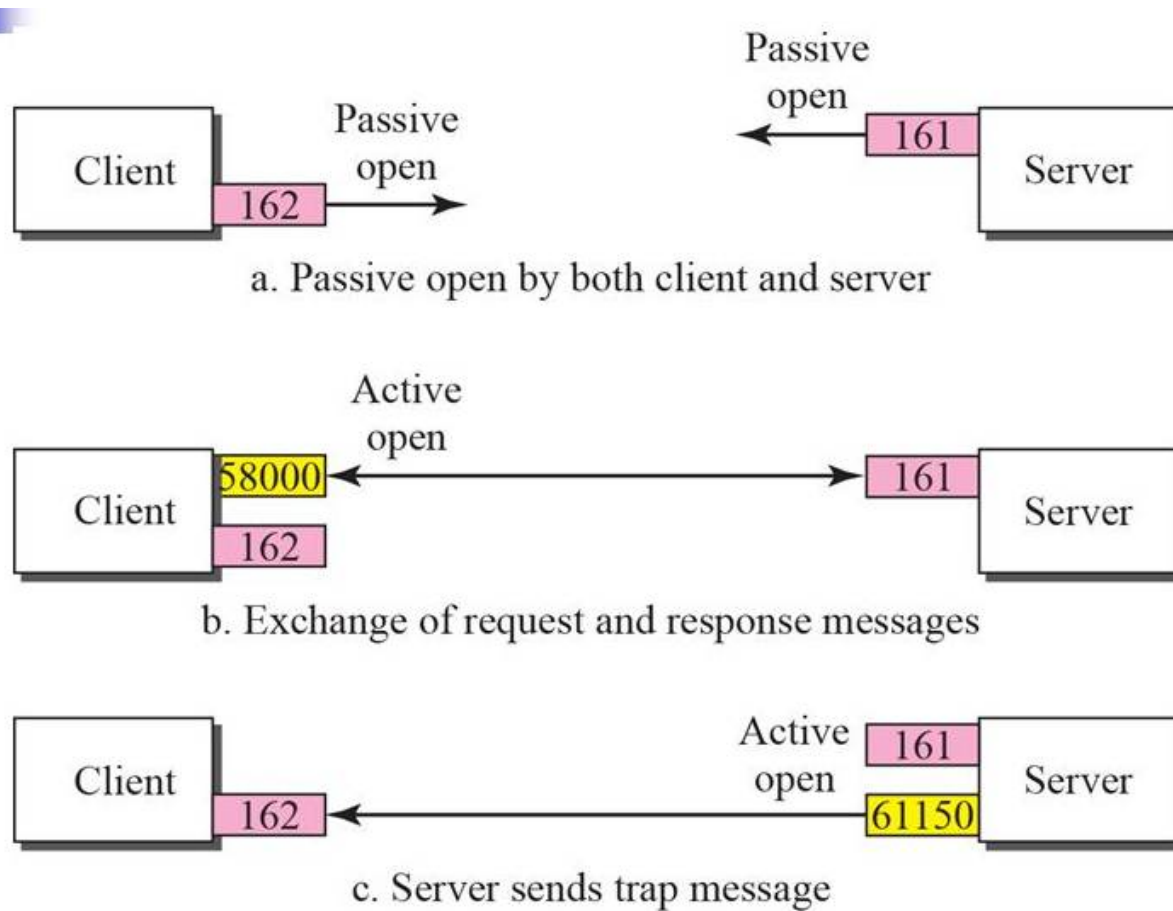 Passive
open
161
Server
Passive
open
Client
162
a. Passive open by both client and server
Active
open
58000
161
Client
Server
162
b. Exchange of request and response messages
Active
open
161
Client
Server
162
61150
c. Server sends trap message